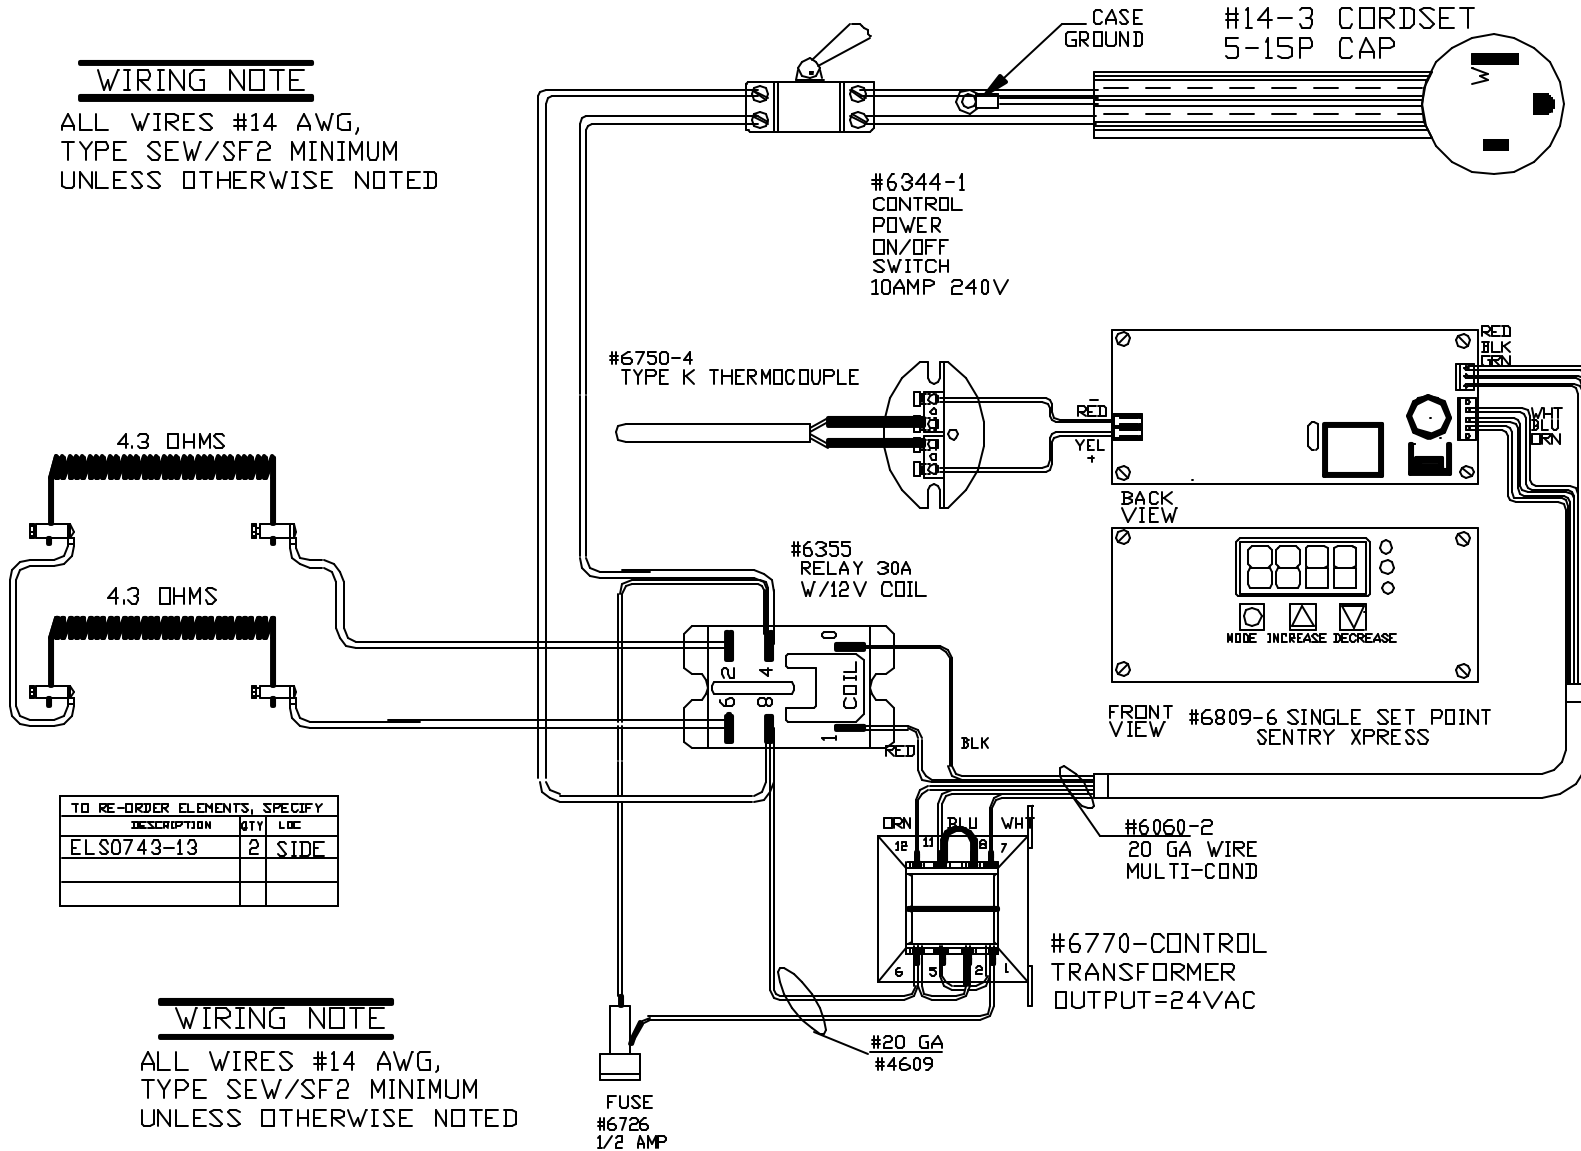 CASE
GROUND
#14-3 CORDSET
5-15P CAP
W
WIRING NOTE
ALL WIRES #14 AWG,
TYPE SEW/SF2 MINIMUM
UNLESS OTHERWISE NOTED
#6344-1
CONTROL
POWER
ON/OFF
SWITCH
10AMP 240V
#6750-4
TYPE K THERMOCOUPLE
-
RED
YEL
+
RED
BLK
GRN
WHT
BLU
ORN
BACK
VIEW
4.3 OHMS
4.3 OHMS
#6355
RELAY 30A
W/12V COIL
2
4
0
6
8
1
COIL
RED
BLK
MODE INCREASE DECREASE
FRONT
VIEW
#6809-6 SINGLE SET POINT
SENTRY XPRESS
TO RE-ORDER ELEMENTS, SPECIFY
DESCRIPTION QTY LOC
ELS0743-13 2 SIDE
ORN BLU WHT
12 11 8 7
6 5 2 1
#6060-2
20 GA WIRE
MULTI-COND
#6770-CONTROL
TRANSFORMER
OUTPUT=24VAC
#20 GA
#4609
WIRING NOTE
ALL WIRES #14 AWG,
TYPE SEW/SF2 MINIMUM
UNLESS OTHERWISE NOTED
FUSE
#6726
1/2 AMP